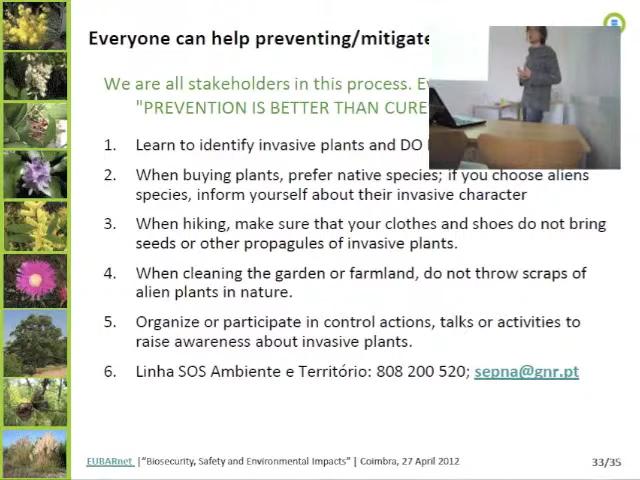 Everyone can help preventing/mitigate
We are all stakeholders in this process.
"PREVENTION IS BETTER THAN CURE
1. Learn to identify invasive plants and DO
2. When buying plants, prefer native species; if you choose aliens
species, inform yourself about their invasive character
3. When hiking, make sure that your clothes and shoes do not bring
seeds or other propagules of invasive plants.
4. When cleaning the garden or farmland, do not throw scraps of
alien plants in nature.
5. Organize or participate in control actions, talks or activities to
raise awareness about invasive plants.
6. Linha SOS Ambiente e Território: 808 200 520; sepna@gnr.pt
EUBARnet |"Biosecurity, Safety and Environmental Impacts" | Coimbra, 27 April 2012
33/35